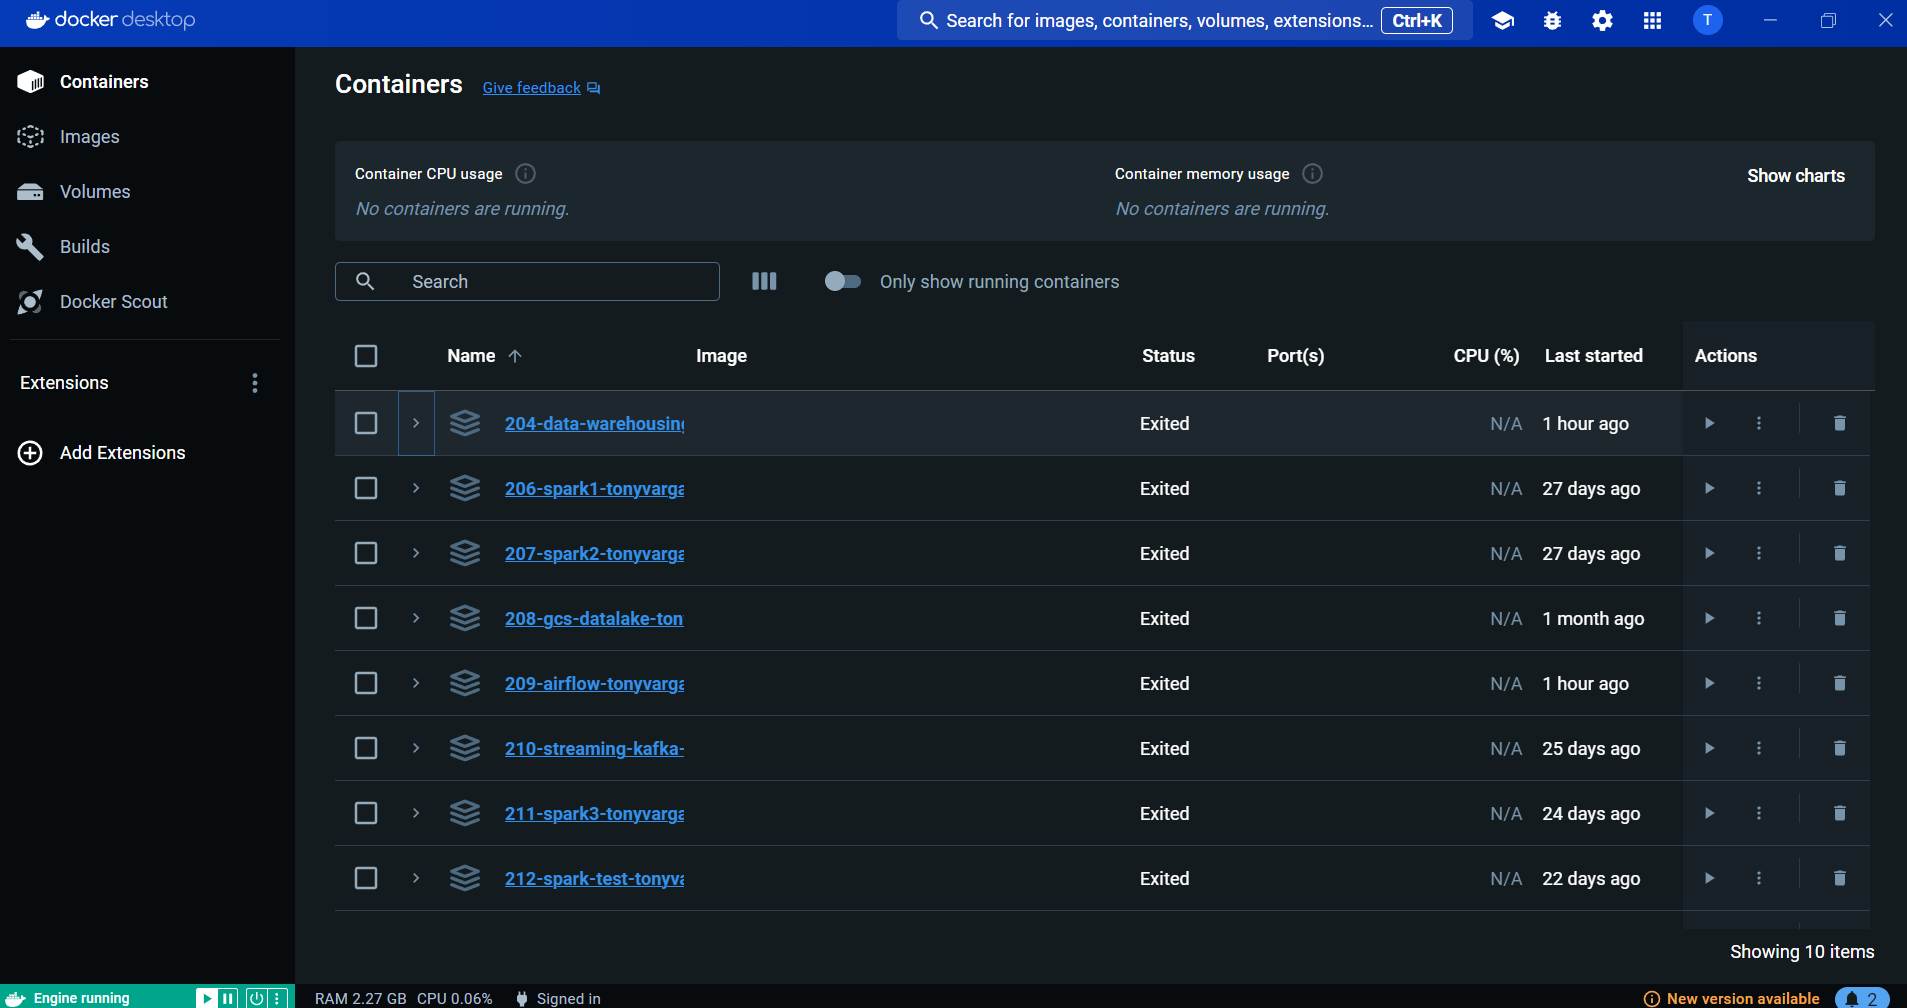 docker desktop
Search for images, containers, volumes, extensions... Ctrl+K
T
Containers
Images
Volumes
Builds
Docker Scout
Extensions
Add Extensions
Containers Give feedback
Container CPU usage
No containers are running.
Container memory usage
No containers are running.
Show charts
Search
Only show running containers
Name Image Status Port(s) CPU (%) Last started Actions
204-data-warehousing Exited N/A 1 hour ago
206-spark1-tonyvarga Exited N/A 27 days ago
207-spark2-tonyvarga Exited N/A 27 days ago
208-gcs-datalake-ton Exited N/A 1 month ago
209-airflow-tonyvarga Exited N/A 1 hour ago
210-streaming-kafka- Exited N/A 25 days ago
211-spark3-tonyvarga Exited N/A 24 days ago
212-spark-test-tonyva Exited N/A 22 days ago
Showing 10 items
Engine running
RAM 2.27 GB CPU 0.06% Signed in
New version available
2